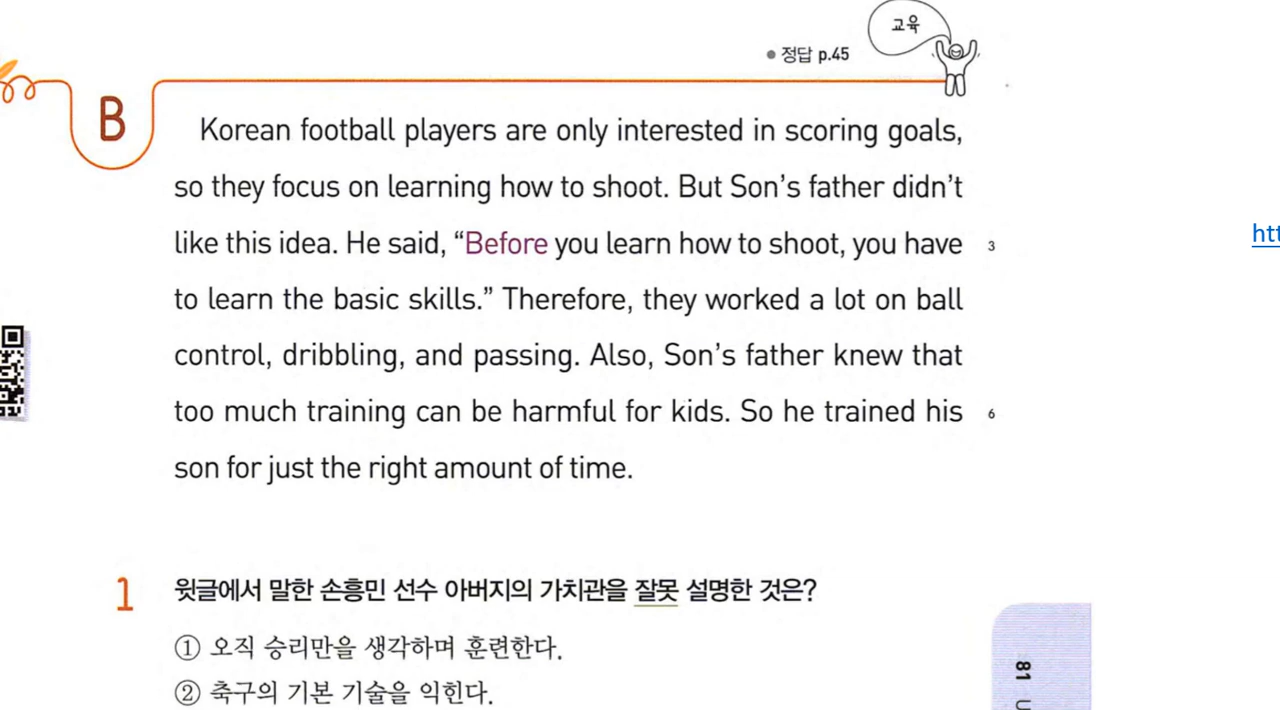 교육
● 정답 p.45
B
Korean football players are only interested in scoring goals,
so they focus on learning how to shoot. But Son's father didn't
like this idea. He said, “Before you learn how to shoot, you have
3
to learn the basic skills.” Therefore, they worked a lot on ball
control, dribbling, and passing. Also, Son's father knew that
too much training can be harmful for kids. So he trained his
6
son for just the right amount of time.
1
윗글에서 말한 손흥민 선수 아버지의 가치관을 잘못 설명한 것은?
① 오직 승리만을 생각하며 훈련한다.
② 축구의 기본 기술을 익힌다.
81
htt